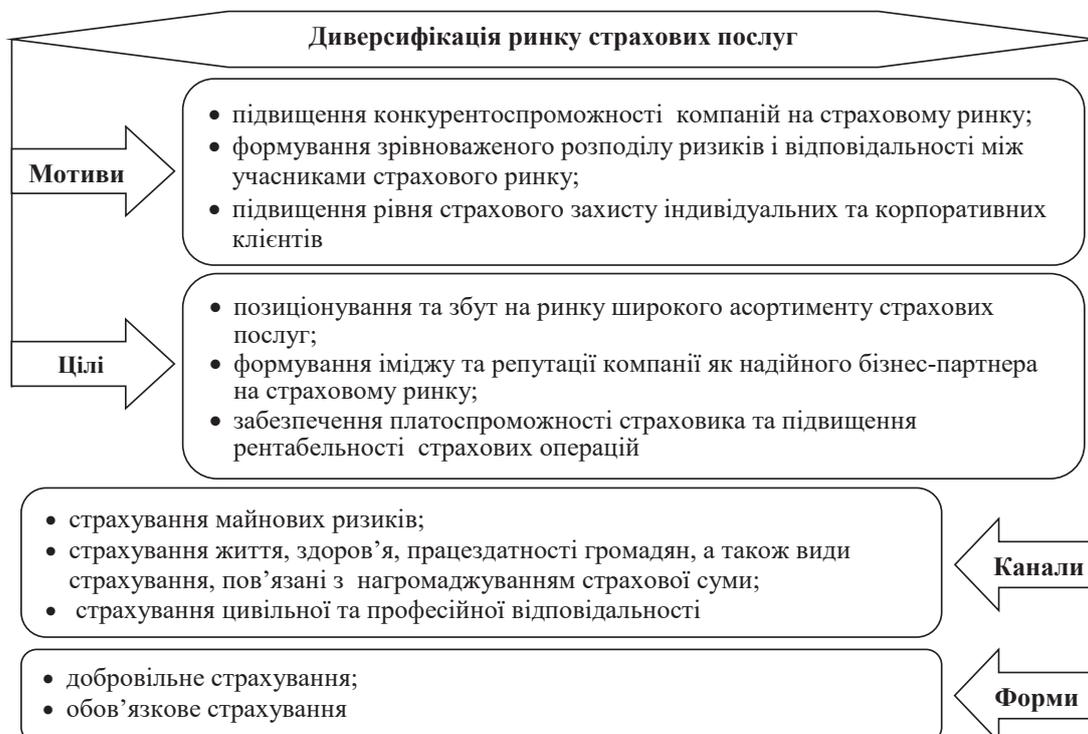 Диверсифікація ринку страхових послуг
Мотиви
• підвищення конкурентоспроможності компаній на страховому ринку;
• формування зрівноваженого розподілу ризиків і відповідальності між
учасниками страхового ринку;
• підвищення рівня страхового захисту індивідуальних та корпоративних
клієнтів
Цілі
• позиціонування та збут на ринку широкого асортименту страхових
послуг;
• формування іміджу та репутації компанії як надійного бізнес-партнера
на страховому ринку;
• забезпечення платоспроможності страховика та підвищення
рентабельності страхових операцій
• страхування майнових ризиків;
• страхування життя, здоров’я, працездатності громадян, а також види
страхування, пов’язані з нагромаджуванням страхової суми;
• страхування цивільної та професійної відповідальності
Канали
• добровільне страхування;
• обов’язкове страхування
Форми